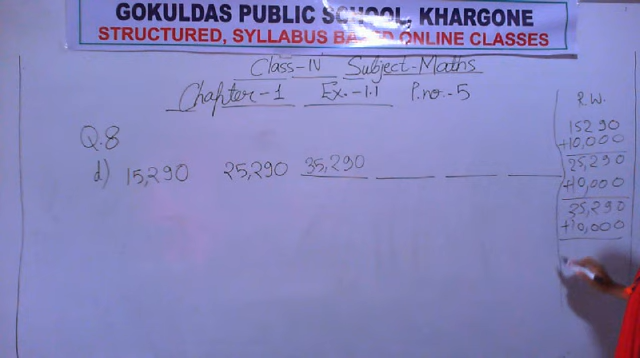 GOKULDAS PUBLIC SCHOOL, KHARGONE
STRUCTURED, SYLLABUS BASED ONLINE CLASSES
Class-IV Subject-Maths
Chapter-1 Ex.-1.1 P.no.-5
Q.8
d) 15,290 25,290 35,290
R.W.
15290
+10,000
25,290
+10,000
35,290
+10,000